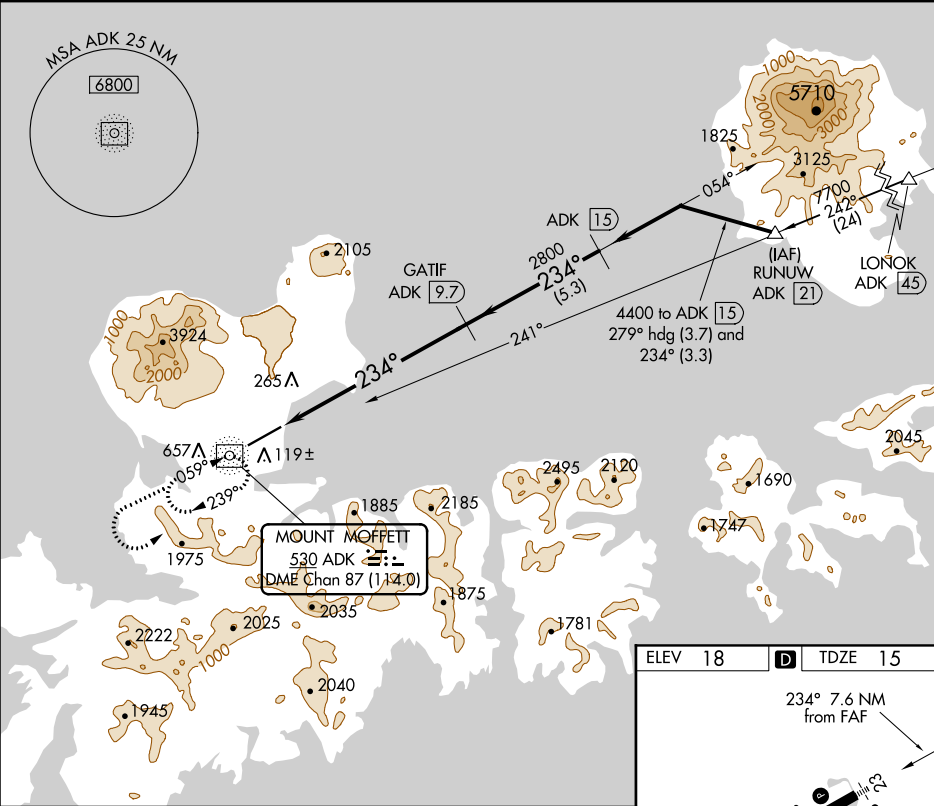 MSA ADK 25 NM
6800
1000
5710
2000
3000
1825
3125
054°
7700
242°
(24)
ADK 15
(IAF)
RUNUW
ADK 21
LONOK
ADK 45
2105
GATIF
ADK 9.7
2800
234°
(5.3)
4400 to ADK 15
279° hdg (3.7) and
234° (3.3)
241°
1000
3924
2000
265
234°
657
119±
059°
239°
2045
2495
2120
1690
1885
2185
1747
1975
MOUNT MOFFETT
530 ADK
DME Chan 87 (114.0)
1875
2035
2025
2222
1000
1781
2040
1945
ELEV 18 D TDZE 15
234° 7.6 NM
from FAF
23
P